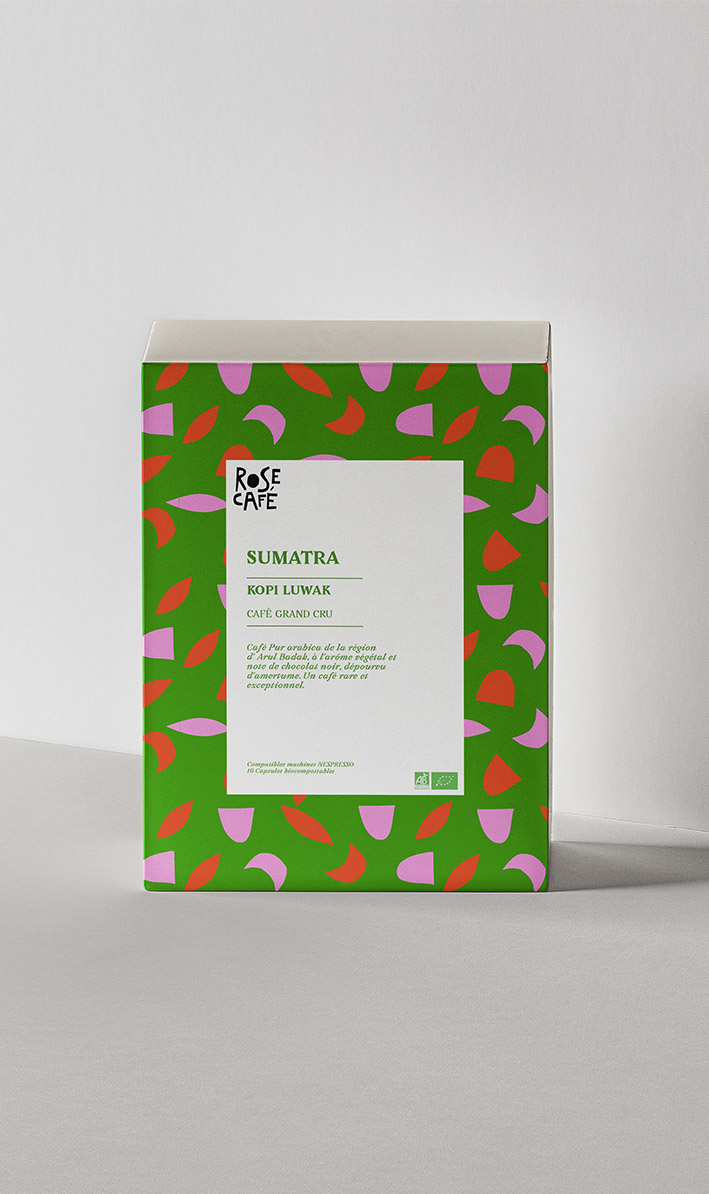 ROSE
CAFÉ
SUMATRA
KOPI LUWAK
CAFÉ GRAND CRU
Café Pur arabica de la région
d' Arul Badak, à l'arôme végétal et
note de chocolat noir, dépourvu
d'amertume. Un café rare et
exceptionnel.
Compatibles machines NESPRESSO
10 Capsules biocompostables
AB